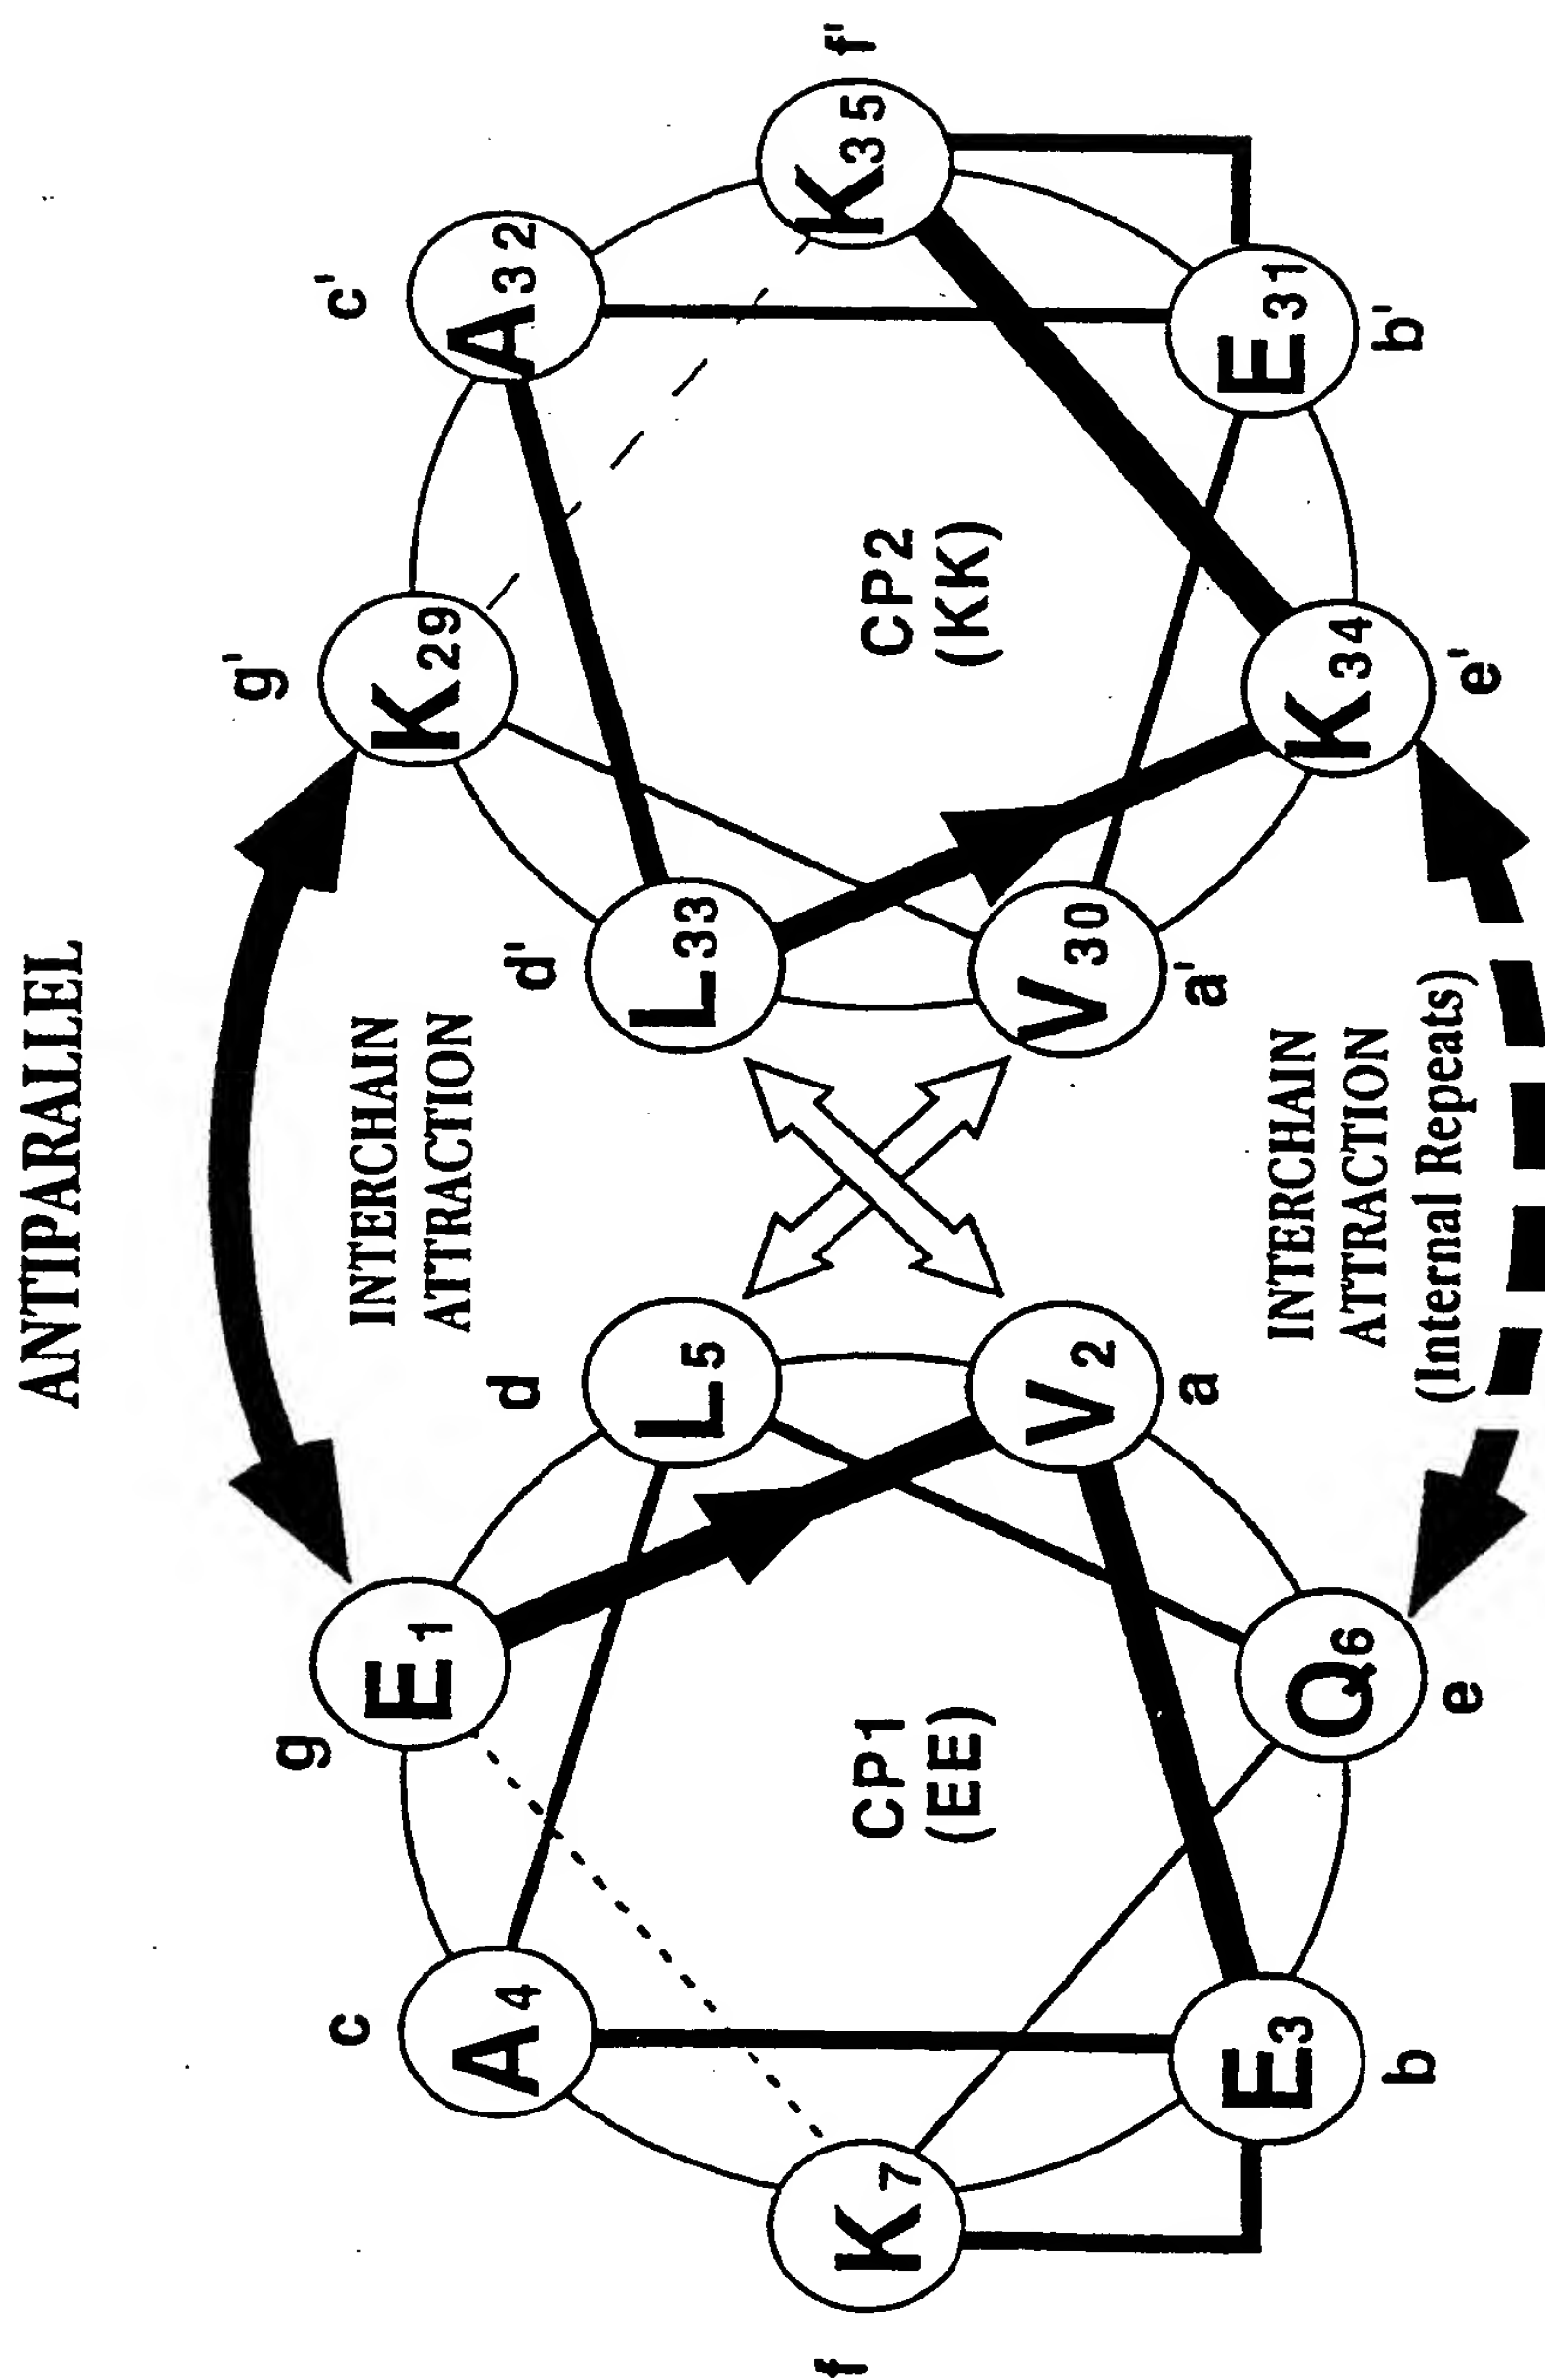 ANTIPARALLEL
INTERCHAIN
ATTRACTION
g
E1
c
A4
d
L5
f
K7
CP1
(EE)
V2
a
E3
b
Q6
e
g'
K29
c'
A32
d'
L33
f'
K35
CP2
(KK)
V30
a'
E31
b'
K34
e'
INTERCHAIN
ATTRACTION
(Internal Repeats)